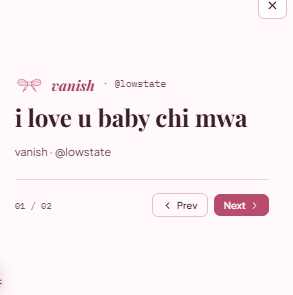 vanish · @lowstate
i love u baby chi mwa
vanish · @lowstate
01 / 02
Prev
Next